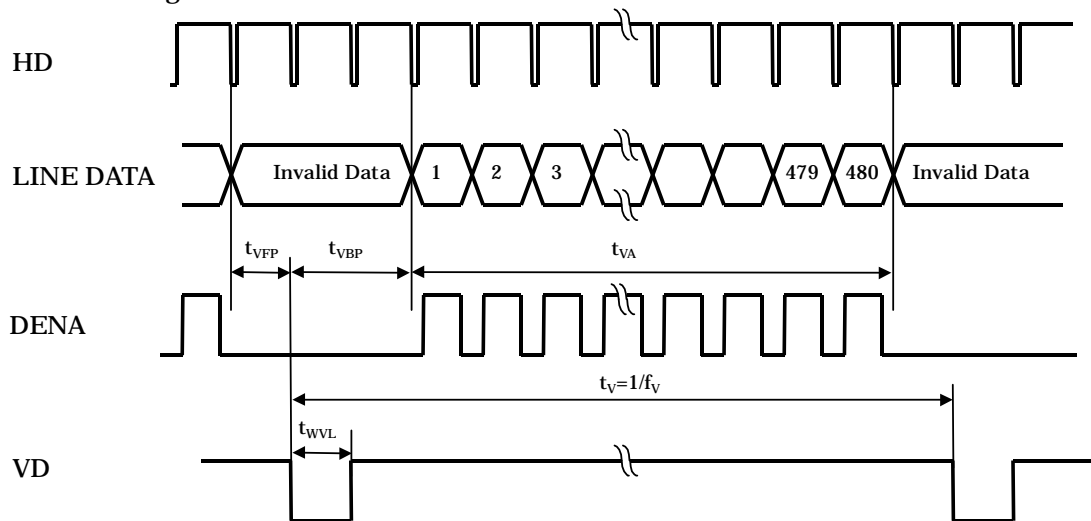 HD
LINE DATA Invalid Data 1 2 3 479 480 Invalid Data
tVFP tVBP tVA
DENA
tV=1/fV
tWVL
VD